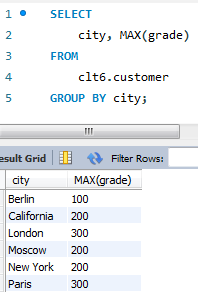 1 SELECT
2 city, MAX(grade)
3 FROM
4 clt6.customer
5 GROUP BY city;
Result Grid Filter Rows:
city MAX(grade)
Berlin 100
California 200
London 300
Moscow 200
New York 200
Paris 300